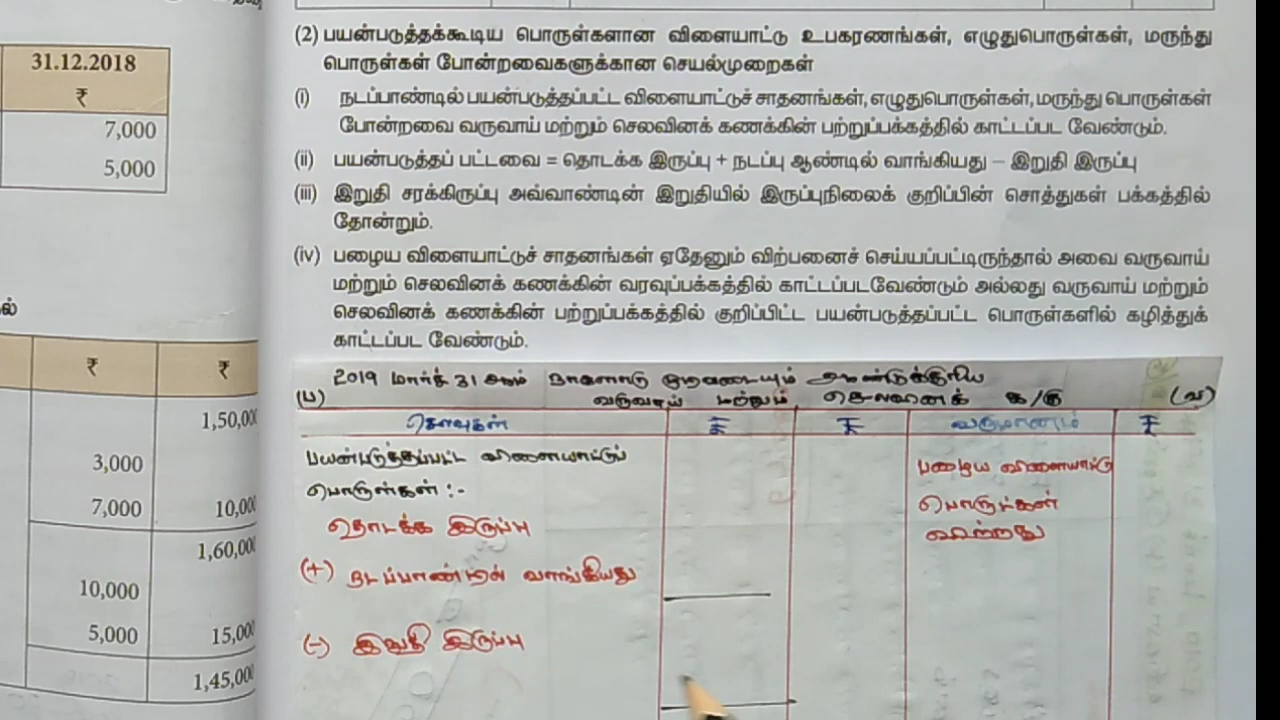 31.12.2018
₹
7,000
5,000
ல்
₹ ₹
1,50,000
3,000
7,000 10,000
1,60,000
10,000
5,000 15,000
1,45,000
(2) பயன்படுத்தக்கூடிய பொருள்களான விளையாட்டு உபகரணங்கள், எழுதுபொருள்கள், மருந்து
பொருள்கள் போன்றவைகளுக்கான செயல்முறைகள்
(i) நடப்பாண்டில் பயன்படுத்தப்பட்ட விளையாட்டுச் சாதனங்கள், எழுதுபொருள்கள், மருந்து பொருள்கள்
போன்றவை வருவாய் மற்றும் செலவினக் கணக்கின் பற்றுப்பக்கத்தில் காட்டப்பட வேண்டும்.
(ii) பயன்படுத்தப் பட்டவை = தொடக்க இருப்பு + நடப்பு ஆண்டில் வாங்கியது – இறுதி இருப்பு
(iii) இறுதி சரக்கிருப்பு அவ்வாண்டின் இறுதியில் இருப்புநிலைக் குறிப்பின் சொத்துகள் பக்கத்தில்
தோன்றும்.
(iv) பழைய விளையாட்டுச் சாதனங்கள் ஏதேனும் விற்பனைச் செய்யப்பட்டிருந்தால் அவை வருவாய்
மற்றும் செலவினக் கணக்கின் வரவுப்பக்கத்தில் காட்டப்படவேண்டும் அல்லது வருவாய் மற்றும்
செலவினக் கணக்கின் பற்றுப்பக்கத்தில் குறிப்பிட்ட பயன்படுத்தப்பட்ட பொருள்களில் கழித்துக்
காட்டப்பட வேண்டும்.
2019 மார்ச் 31 ஆம் நாளோடு முடிவடையும் ஆண்டுக்குரிய
(ப) வருவாய் மற்றும் செலவினக் க/கு (வ)
செலவுகள் ₹ ₹ வருமானம் ₹
பயன்படுத்தப்பட்ட விளையாட்டுப் பழைய விளையாட்டு
பொருள்கள் :- பொருட்கள்
தொடக்க இருப்பு விற்றது
(+) நடப்பாண்டில் வாங்கியது
(-) இறுதி இருப்பு